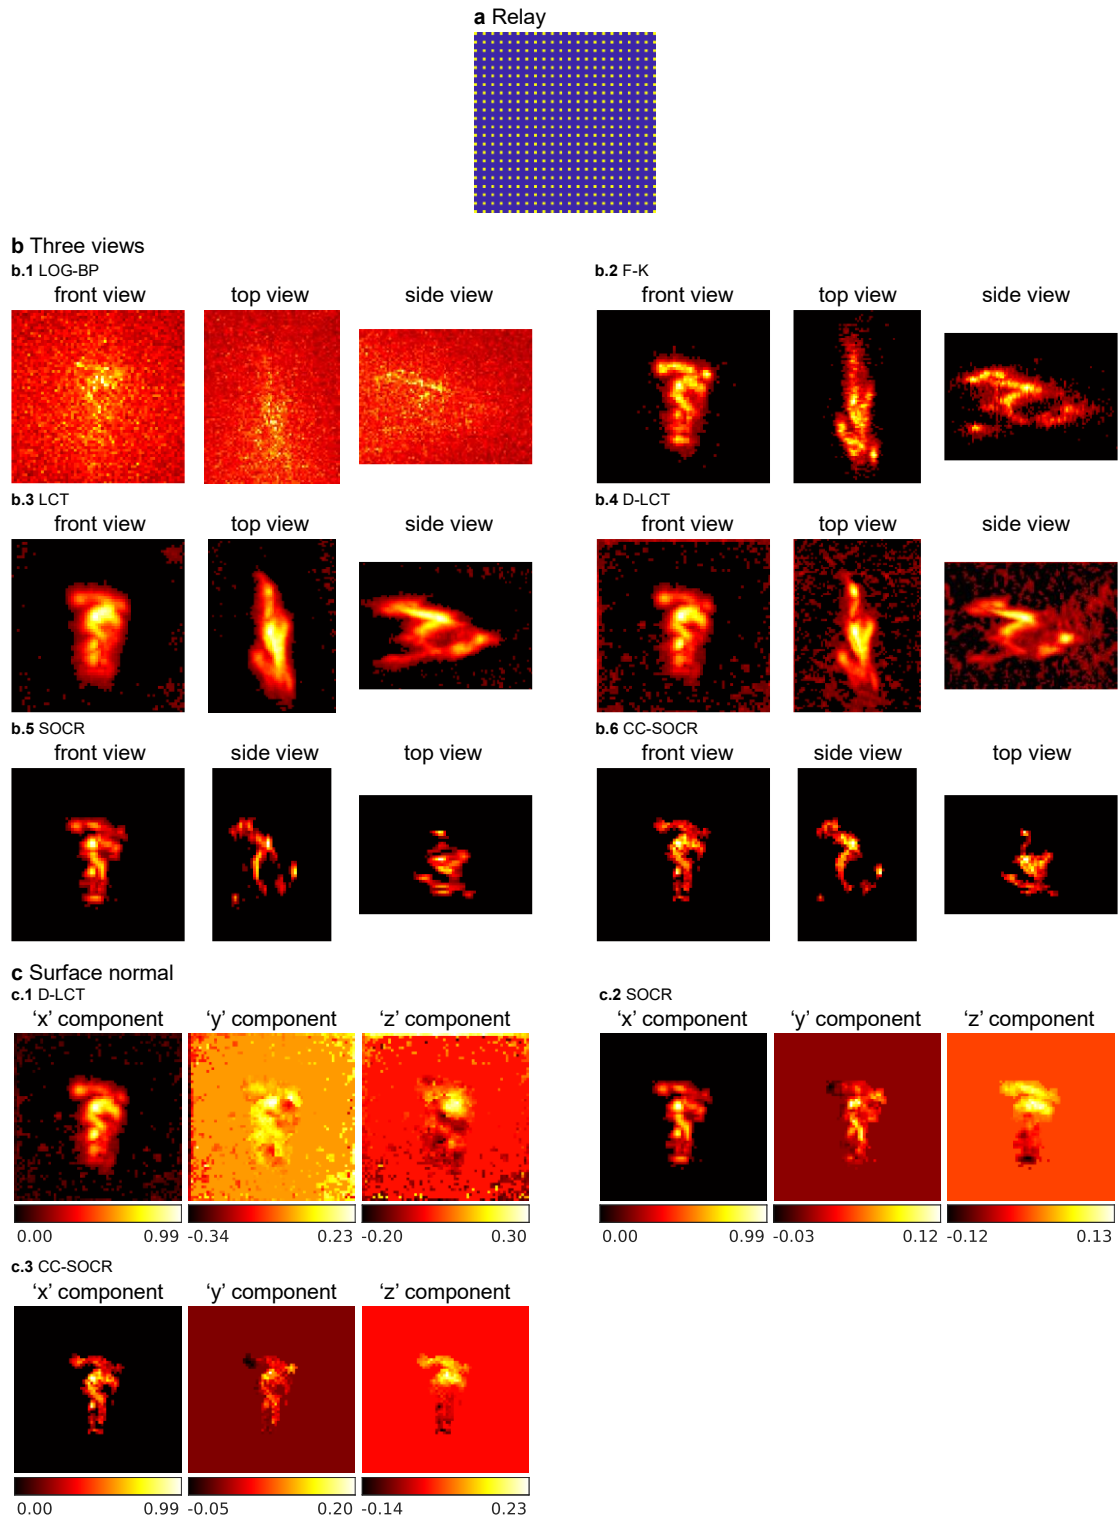 a Relay
b Three views
b.1 LOG-BP
front view top view side view
b.2 F-K
front view top view side view
b.3 LCT
front view top view side view
b.4 D-LCT
front view top view side view
b.5 SOCR
front view side view top view
b.6 CC-SOCR
front view side view top view
c Surface normal
c.1 D-LCT
‘x’ component ‘y’ component ‘z’ component
0.00 0.99 -0.34 0.23 -0.20 0.30
c.2 SOCR
‘x’ component ‘y’ component ‘z’ component
0.00 0.99 -0.03 0.12 -0.12 0.13
c.3 CC-SOCR
‘x’ component ‘y’ component ‘z’ component
0.00 0.99 -0.05 0.20 -0.14 0.23